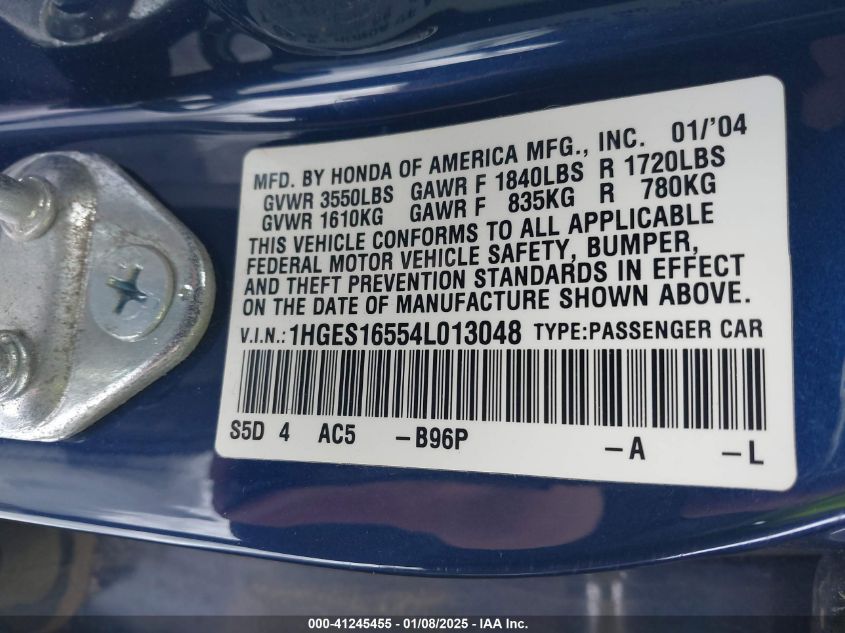 MFD. BY HONDA OF AMERICA MFG., INC. 01/'04
GVWR 3550LBS GAWR F 1840LBS R 1720LBS
GVWR 1610KG GAWR F 835KG R 780KG
THIS VEHICLE CONFORMS TO ALL APPLICABLE
FEDERAL MOTOR VEHICLE SAFETY, BUMPER,
AND THEFT PREVENTION STANDARDS IN EFFECT
ON THE DATE OF MANUFACTURE SHOWN ABOVE.
V.I.N.: 1HGES16554L013048 TYPE:PASSENGER CAR
S5D 4 AC5 -B96P -A -L
000-41245455 | 01/08/2025 - IAA Inc.